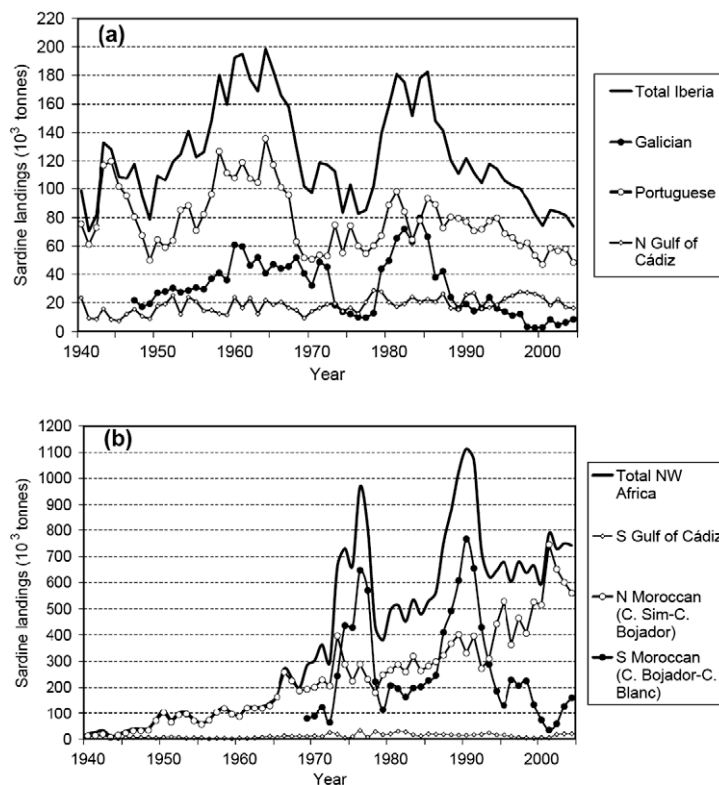 (a)
Sardine landings (10³ tonnes)
220
200
180
160
140
120
100
80
60
40
20
0
1940 1950 1960 1970 1980 1990 2000
Year
Total Iberia
Galician
Portuguese
N Gulf of
Cádiz
(b)
Sardine landings (10³ tonnes)
1200
1100
1000
900
800
700
600
500
400
300
200
100
0
1940 1950 1960 1970 1980 1990 2000
Year
Total NW
Africa
S Gulf of Cádiz
N Moroccan
(C. Sim-C.
Bojador)
S Moroccan
(C. Bojador-C.
Blanc)